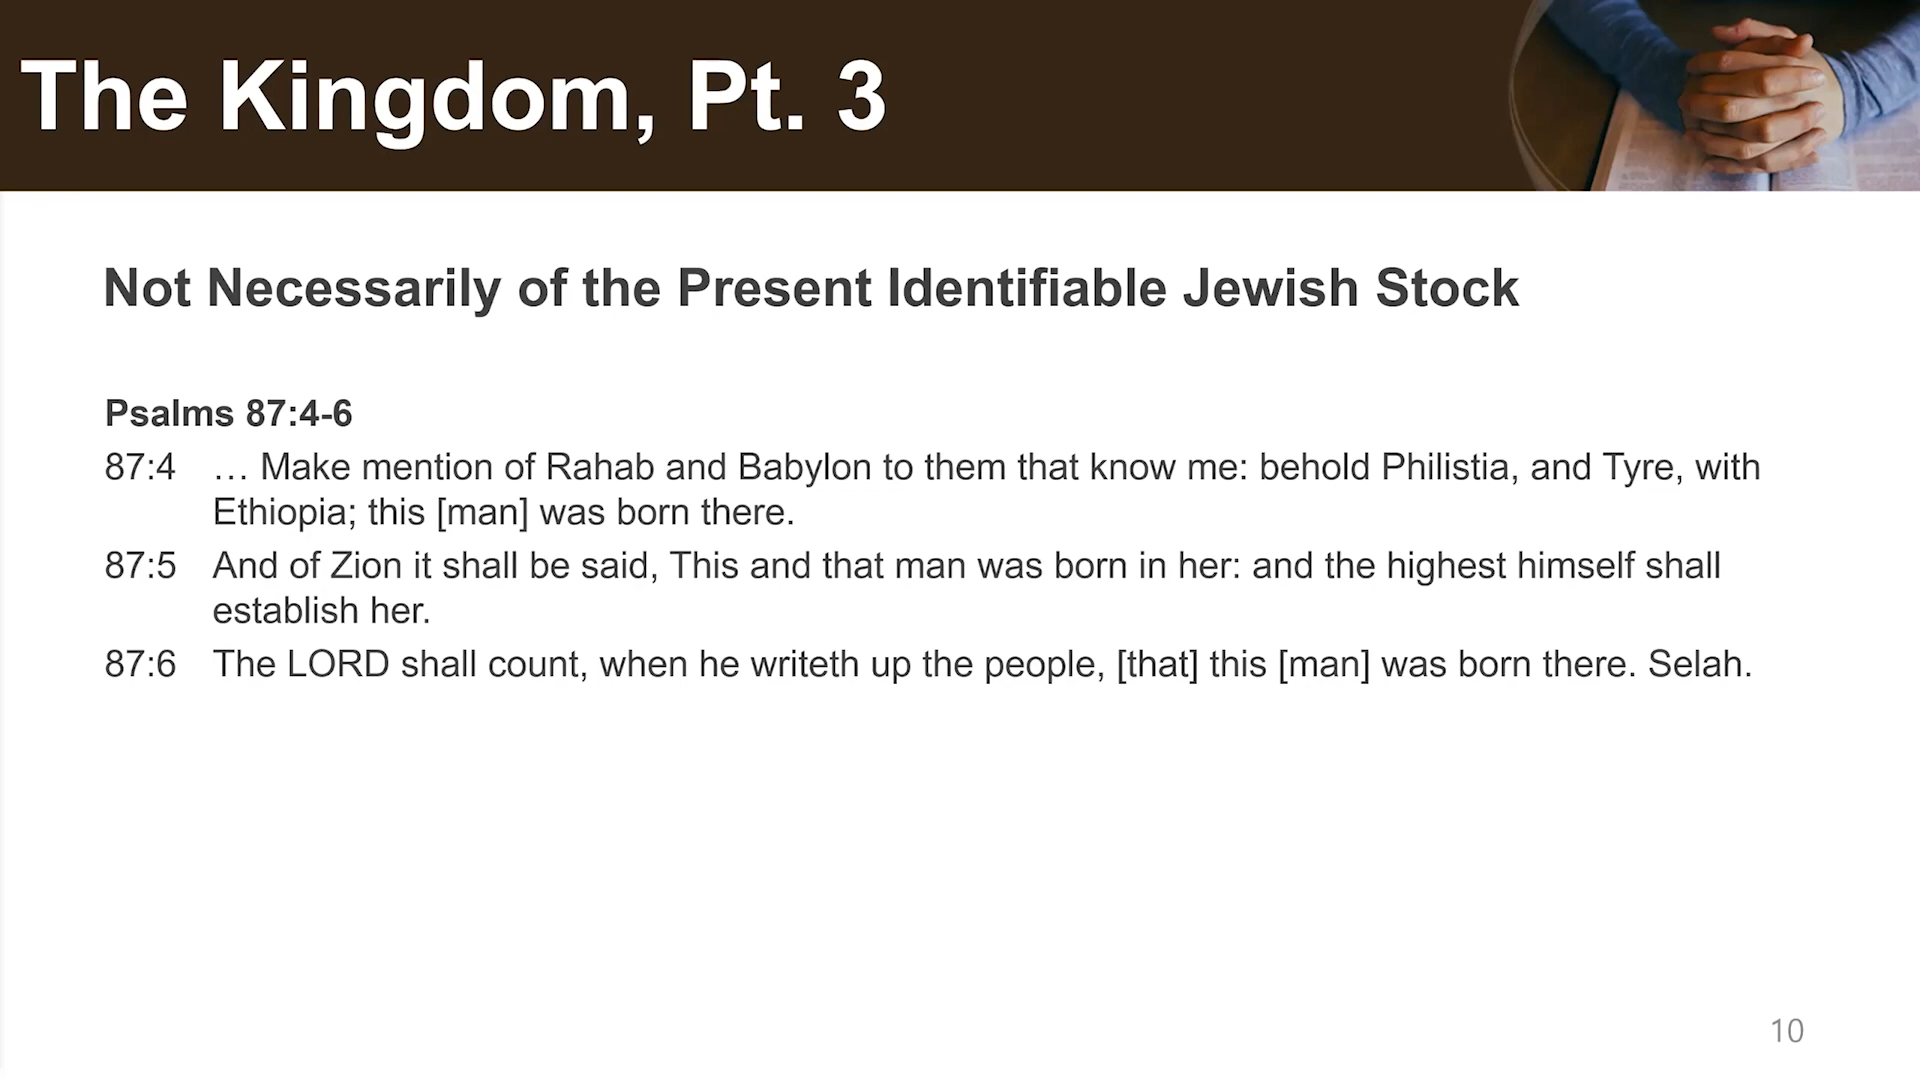 The Kingdom, Pt. 3
Not Necessarily of the Present Identifiable Jewish Stock
Psalms 87:4-6
87:4 … Make mention of Rahab and Babylon to them that know me: behold Philistia, and Tyre, with
Ethiopia; this [man] was born there.
87:5 And of Zion it shall be said, This and that man was born in her: and the highest himself shall
establish her.
87:6 The LORD shall count, when he writeth up the people, [that] this [man] was born there. Selah.
10